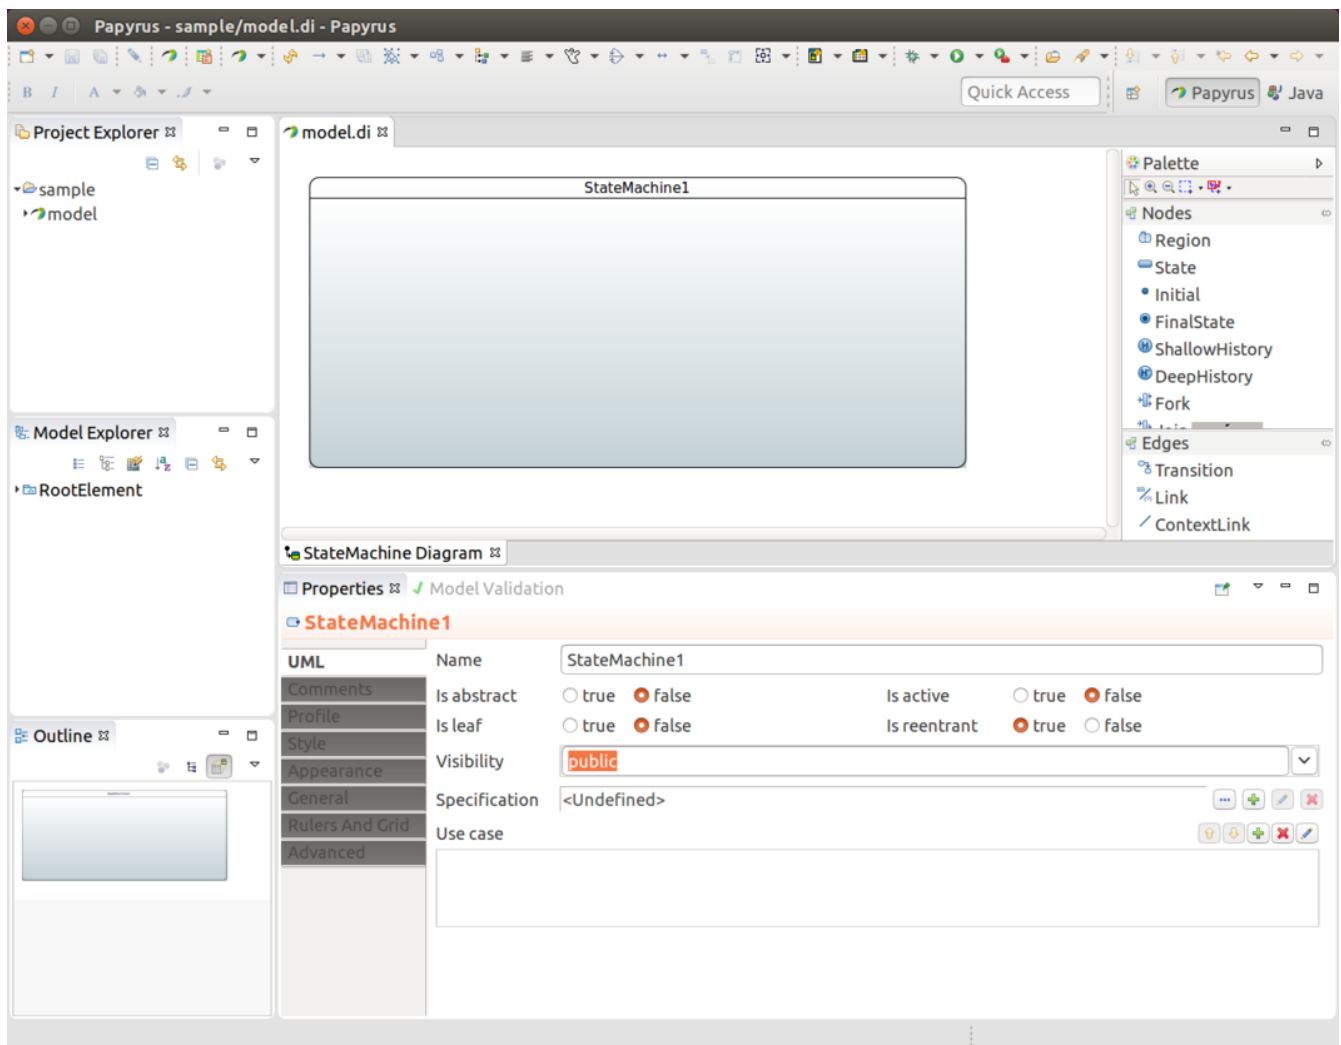 Papyrus - sample/model.di - Papyrus
B I A
Quick Access
Papyrus
Java
Project Explorer
sample
model
Model Explorer
RootElement
Outline
model.di
StateMachine1
Palette
Nodes
Region
State
Initial
FinalState
ShallowHistory
DeepHistory
Fork
Edges
Transition
Link
ContextLink
StateMachine Diagram
Properties
Model Validation
StateMachine1
UML
Comments
Profile
Style
Appearance
General
Rulers And Grid
Advanced
Name StateMachine1
Is abstract true false Is active true false
Is leaf true false Is reentrant true false
Visibility public
Specification <Undefined>
Use case